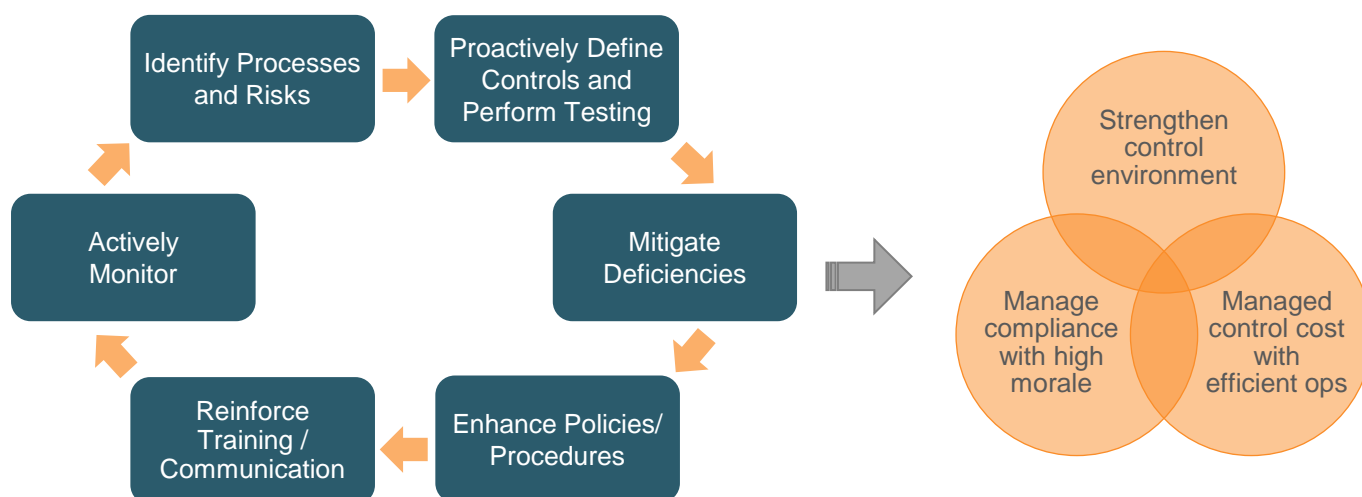 Identify Processes
and Risks
Proactively Define
Controls and
Perform Testing
Mitigate
Deficiencies
Enhance Policies/
Procedures
Reinforce
Training /
Communication
Actively
Monitor
Strengthen
control
environment
Manage
compliance
with high
morale
Managed
control cost
with
efficient ops